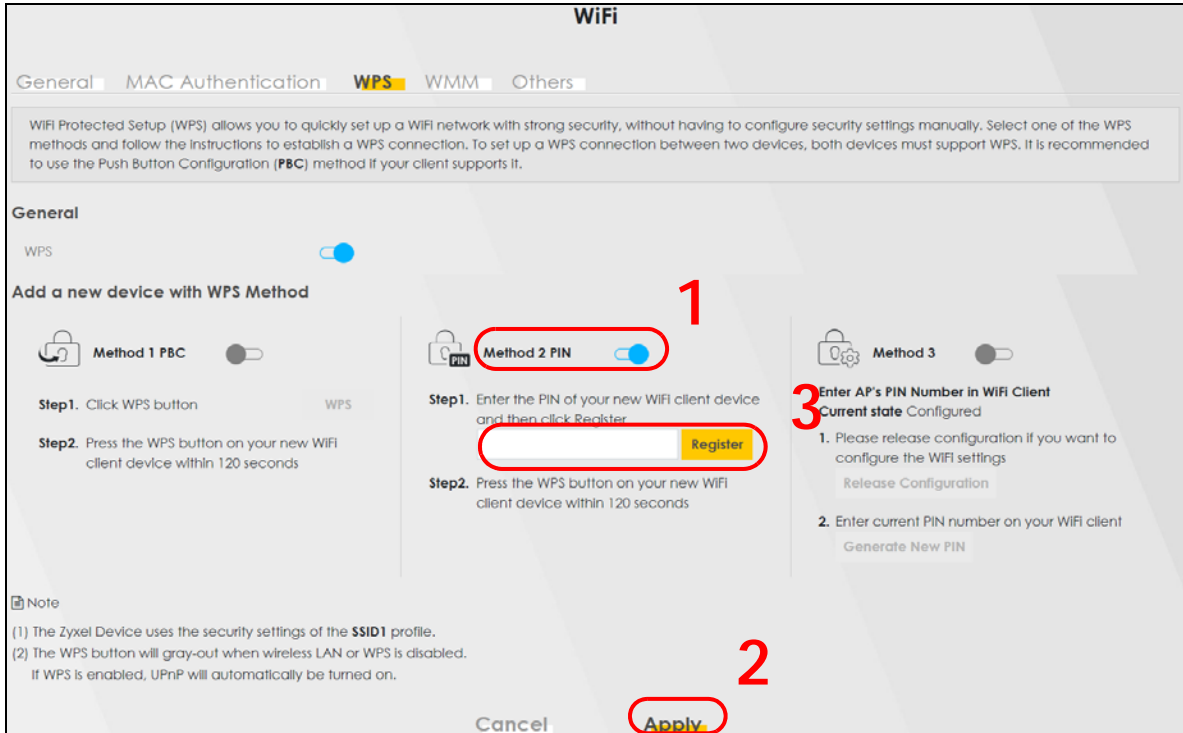 WiFi
General MAC Authentication WPS WMM Others
WiFi Protected Setup (WPS) allows you to quickly set up a WiFi network with strong security, without having to configure security settings manually. Select one of the WPS
methods and follow the instructions to establish a WPS connection. To set up a WPS connection between two devices, both devices must support WPS. It is recommended
to use the Push Button Configuration (PBC) method if your client supports it.
General
WPS
Add a new device with WPS Method
1
Method 1 PBC
Step1. Click WPS button WPS
Step2. Press the WPS button on your new WiFi
client device within 120 seconds
PIN
Method 2 PIN
Step1. Enter the PIN of your new WiFi client device
and then click Register
Register
Step2. Press the WPS button on your new WiFi
client device within 120 seconds
Method 3
3
Enter AP's PIN Number in WiFi Client
Current state Configured
1. Please release configuration if you want to
configure the WiFi settings
Release Configuration
2. Enter current PIN number on your WiFi client
Generate New PIN
Note
(1) The Zyxel Device uses the security settings of the SSID1 profile.
(2) The WPS button will gray-out when wireless LAN or WPS is disabled.
If WPS is enabled, UPnP will automatically be turned on.
2
Cancel Apply